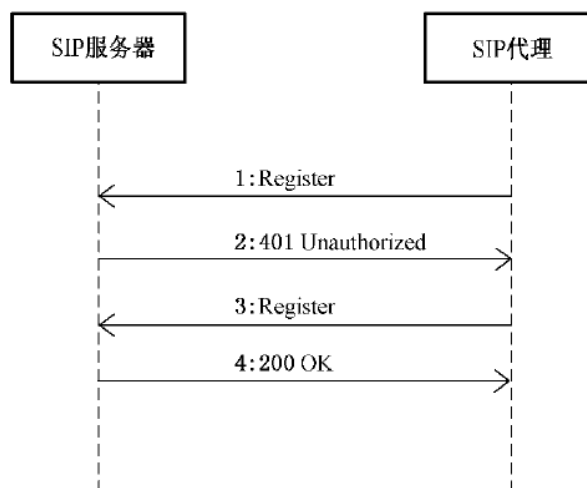 SIP服务器
SIP代理
1:Register
2:401 Unauthorized
3:Register
4:200 OK